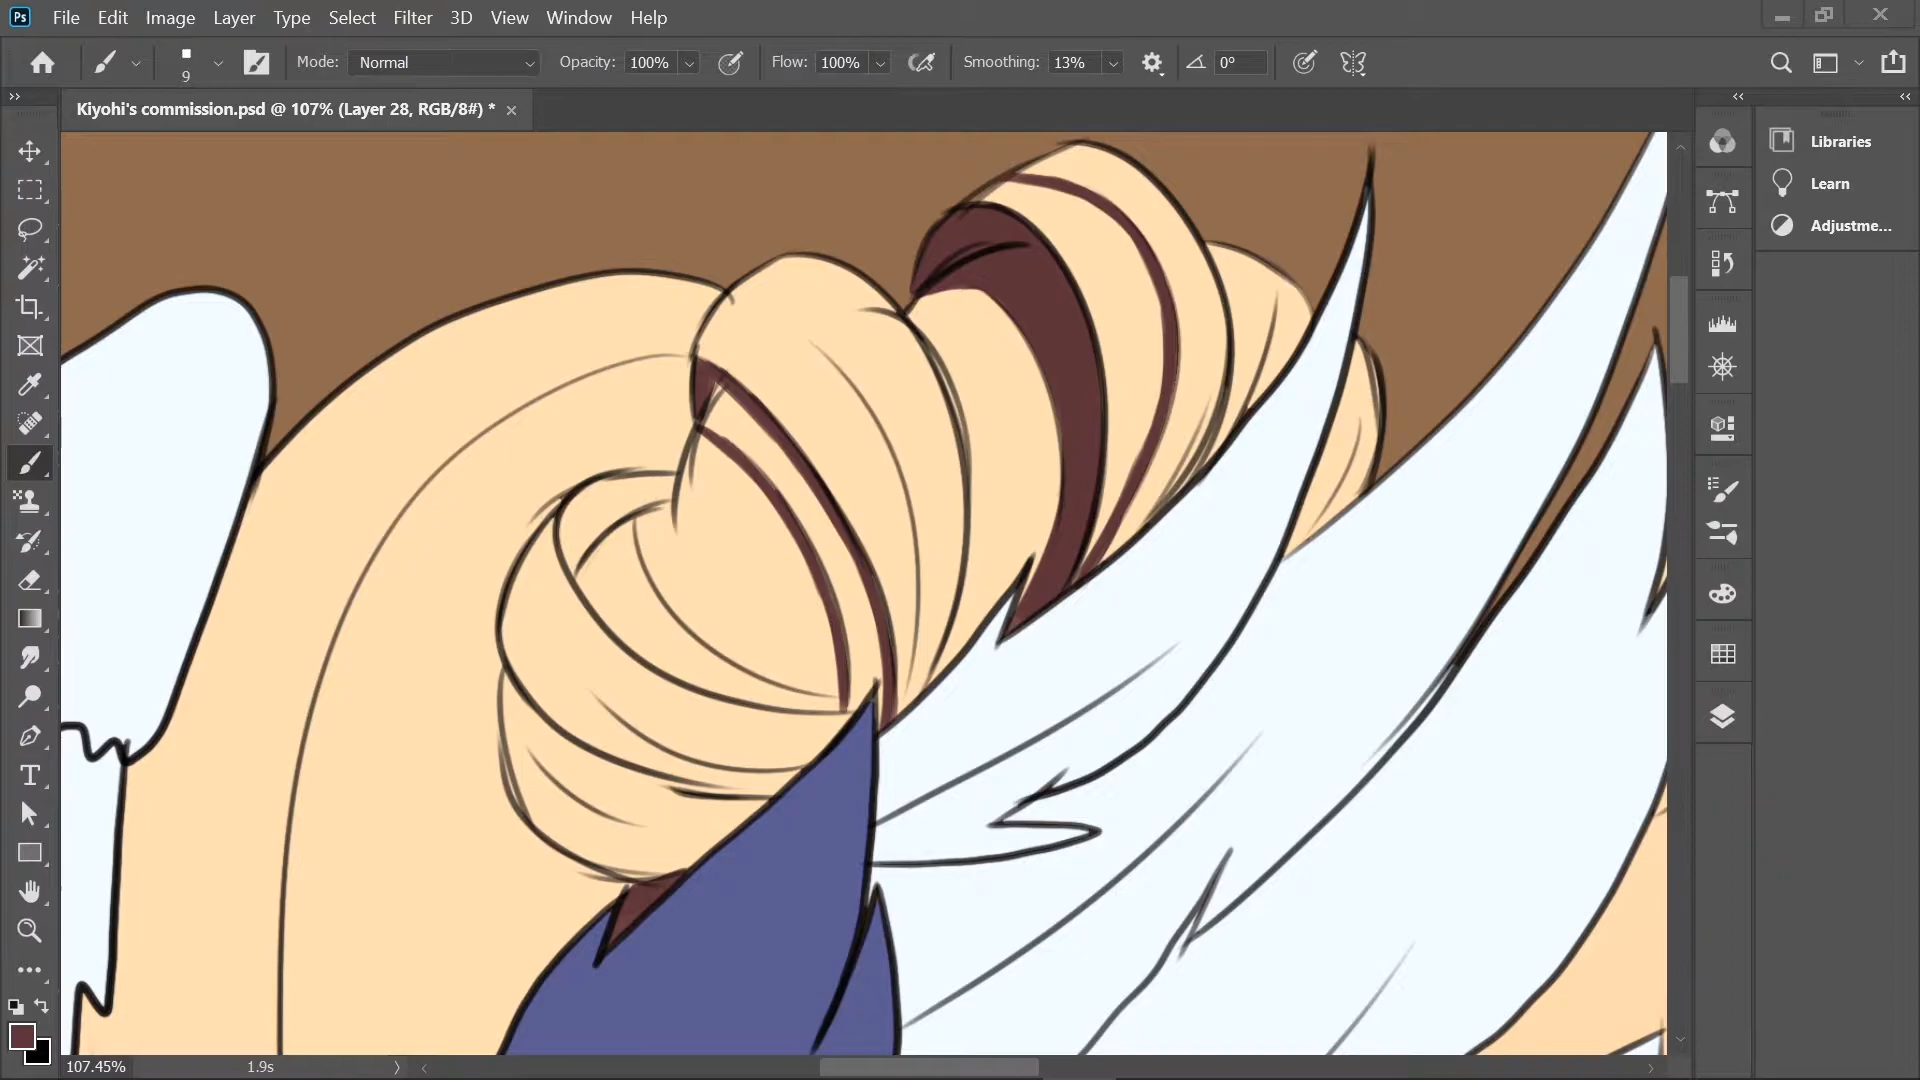 Ps File Edit Image Layer Type Select Filter 3D View Window Help
9 Mode: Normal Opacity: 100% Flow: 100% Smoothing: 13% 0°
Kiyohi's commission.psd @ 107% (Layer 28, RGB/8#) * ×
Libraries
Learn
Adjustme...
107.45% 1.9s